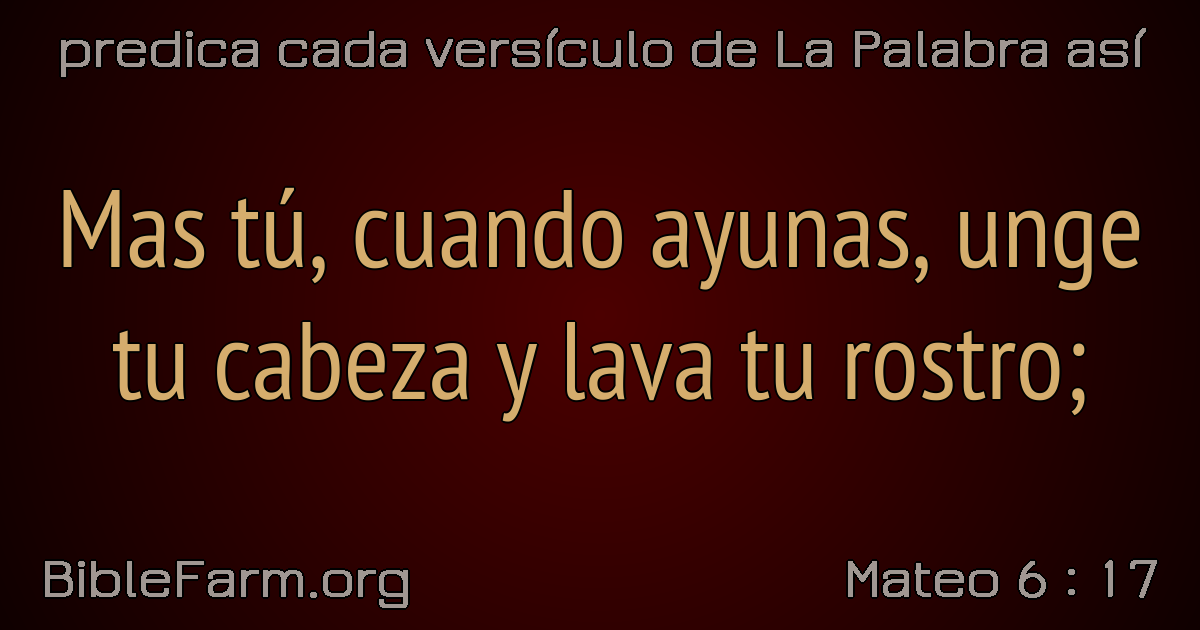 predica cada versículo de La Palabra así
Mas tú, cuando ayunas, unge
tu cabeza y lava tu rostro;
BibleFarm.org
Mateo 6 : 17